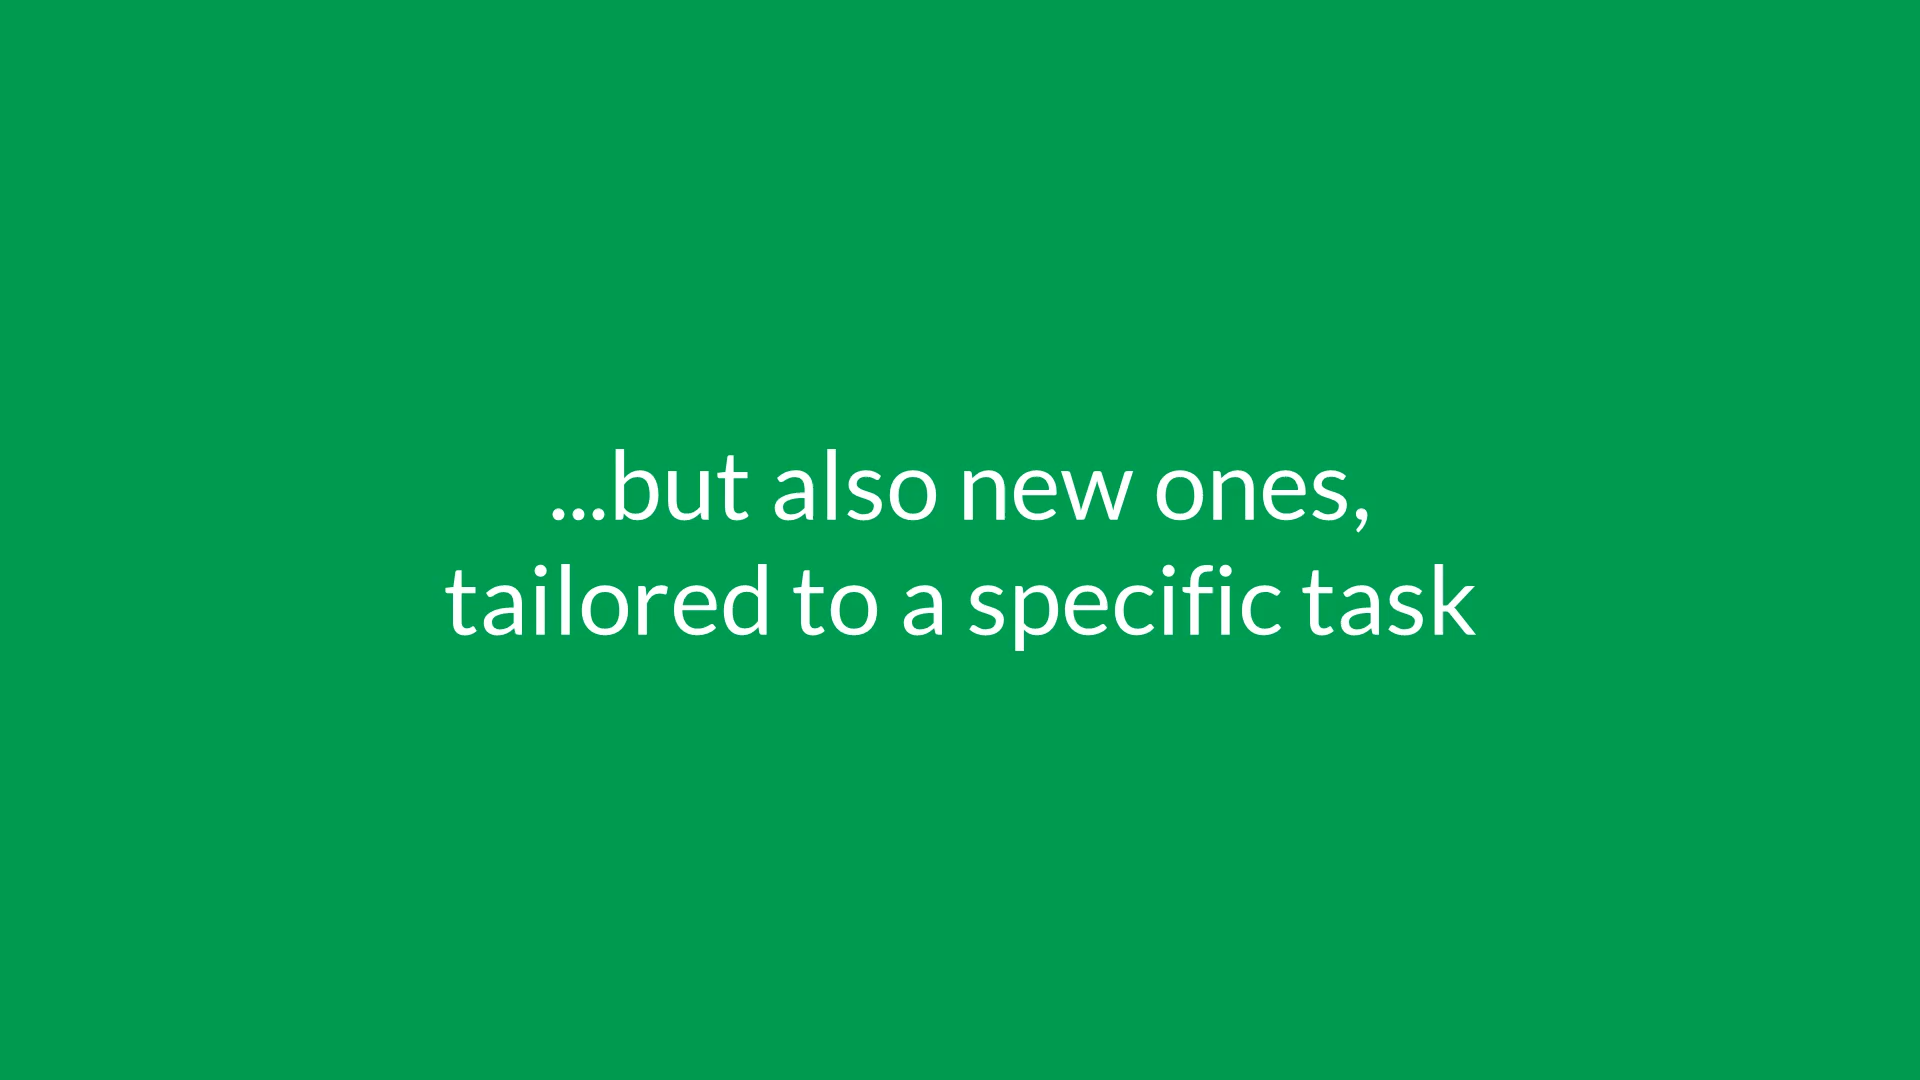 ...but also new ones,
tailored to a specific task